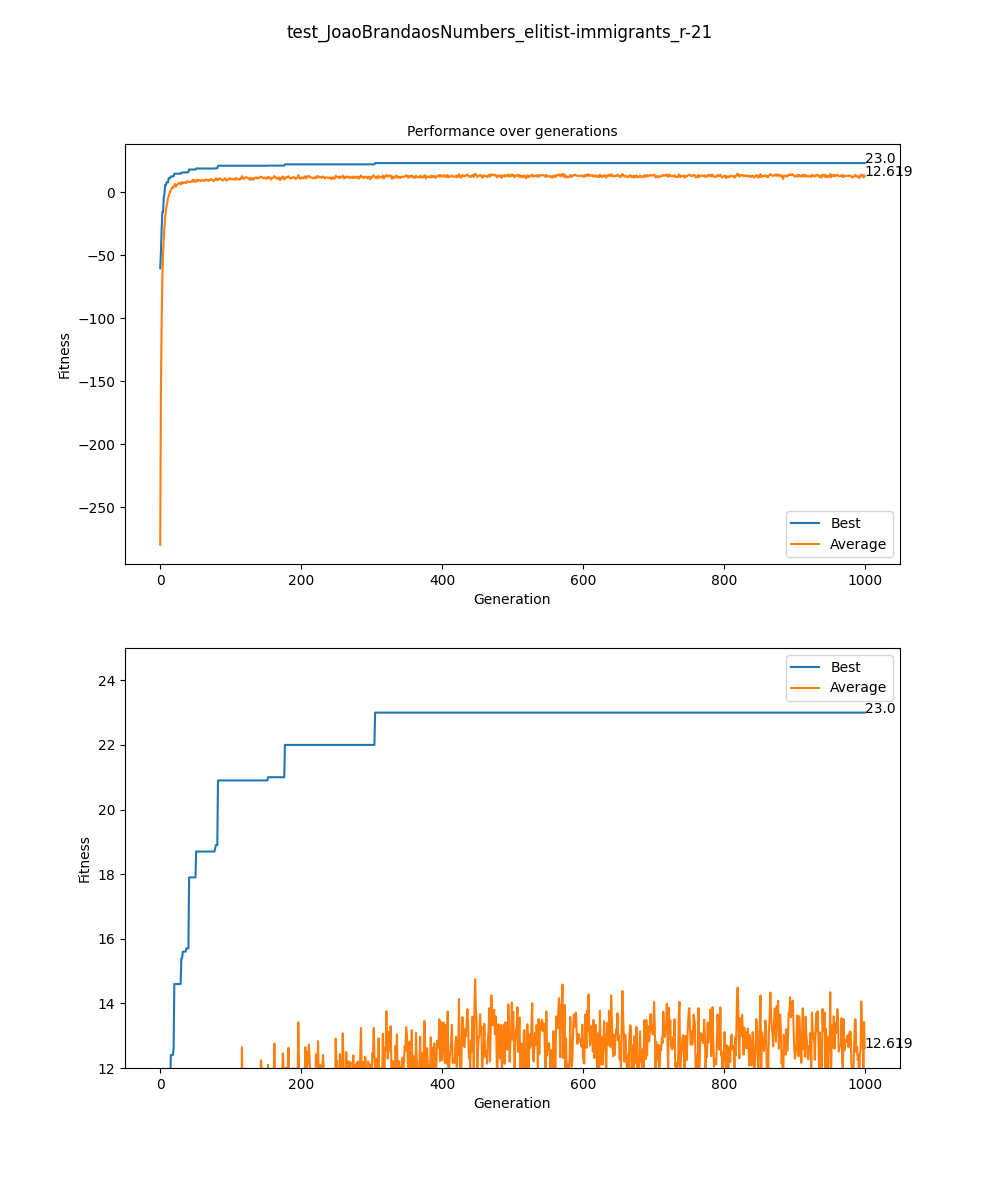 test_JoaoBrandaosNumbers_elitist-immigrants_r-21
Performance over generations
23.0
12.619
0
−50
−100
−150
−200
−250
Fitness
Best
Average
0 200 400 600 800 1000
Generation
24
22
20
18
16
14
12
Fitness
Best
Average
23.0
12.619
0 200 400 600 800 1000
Generation